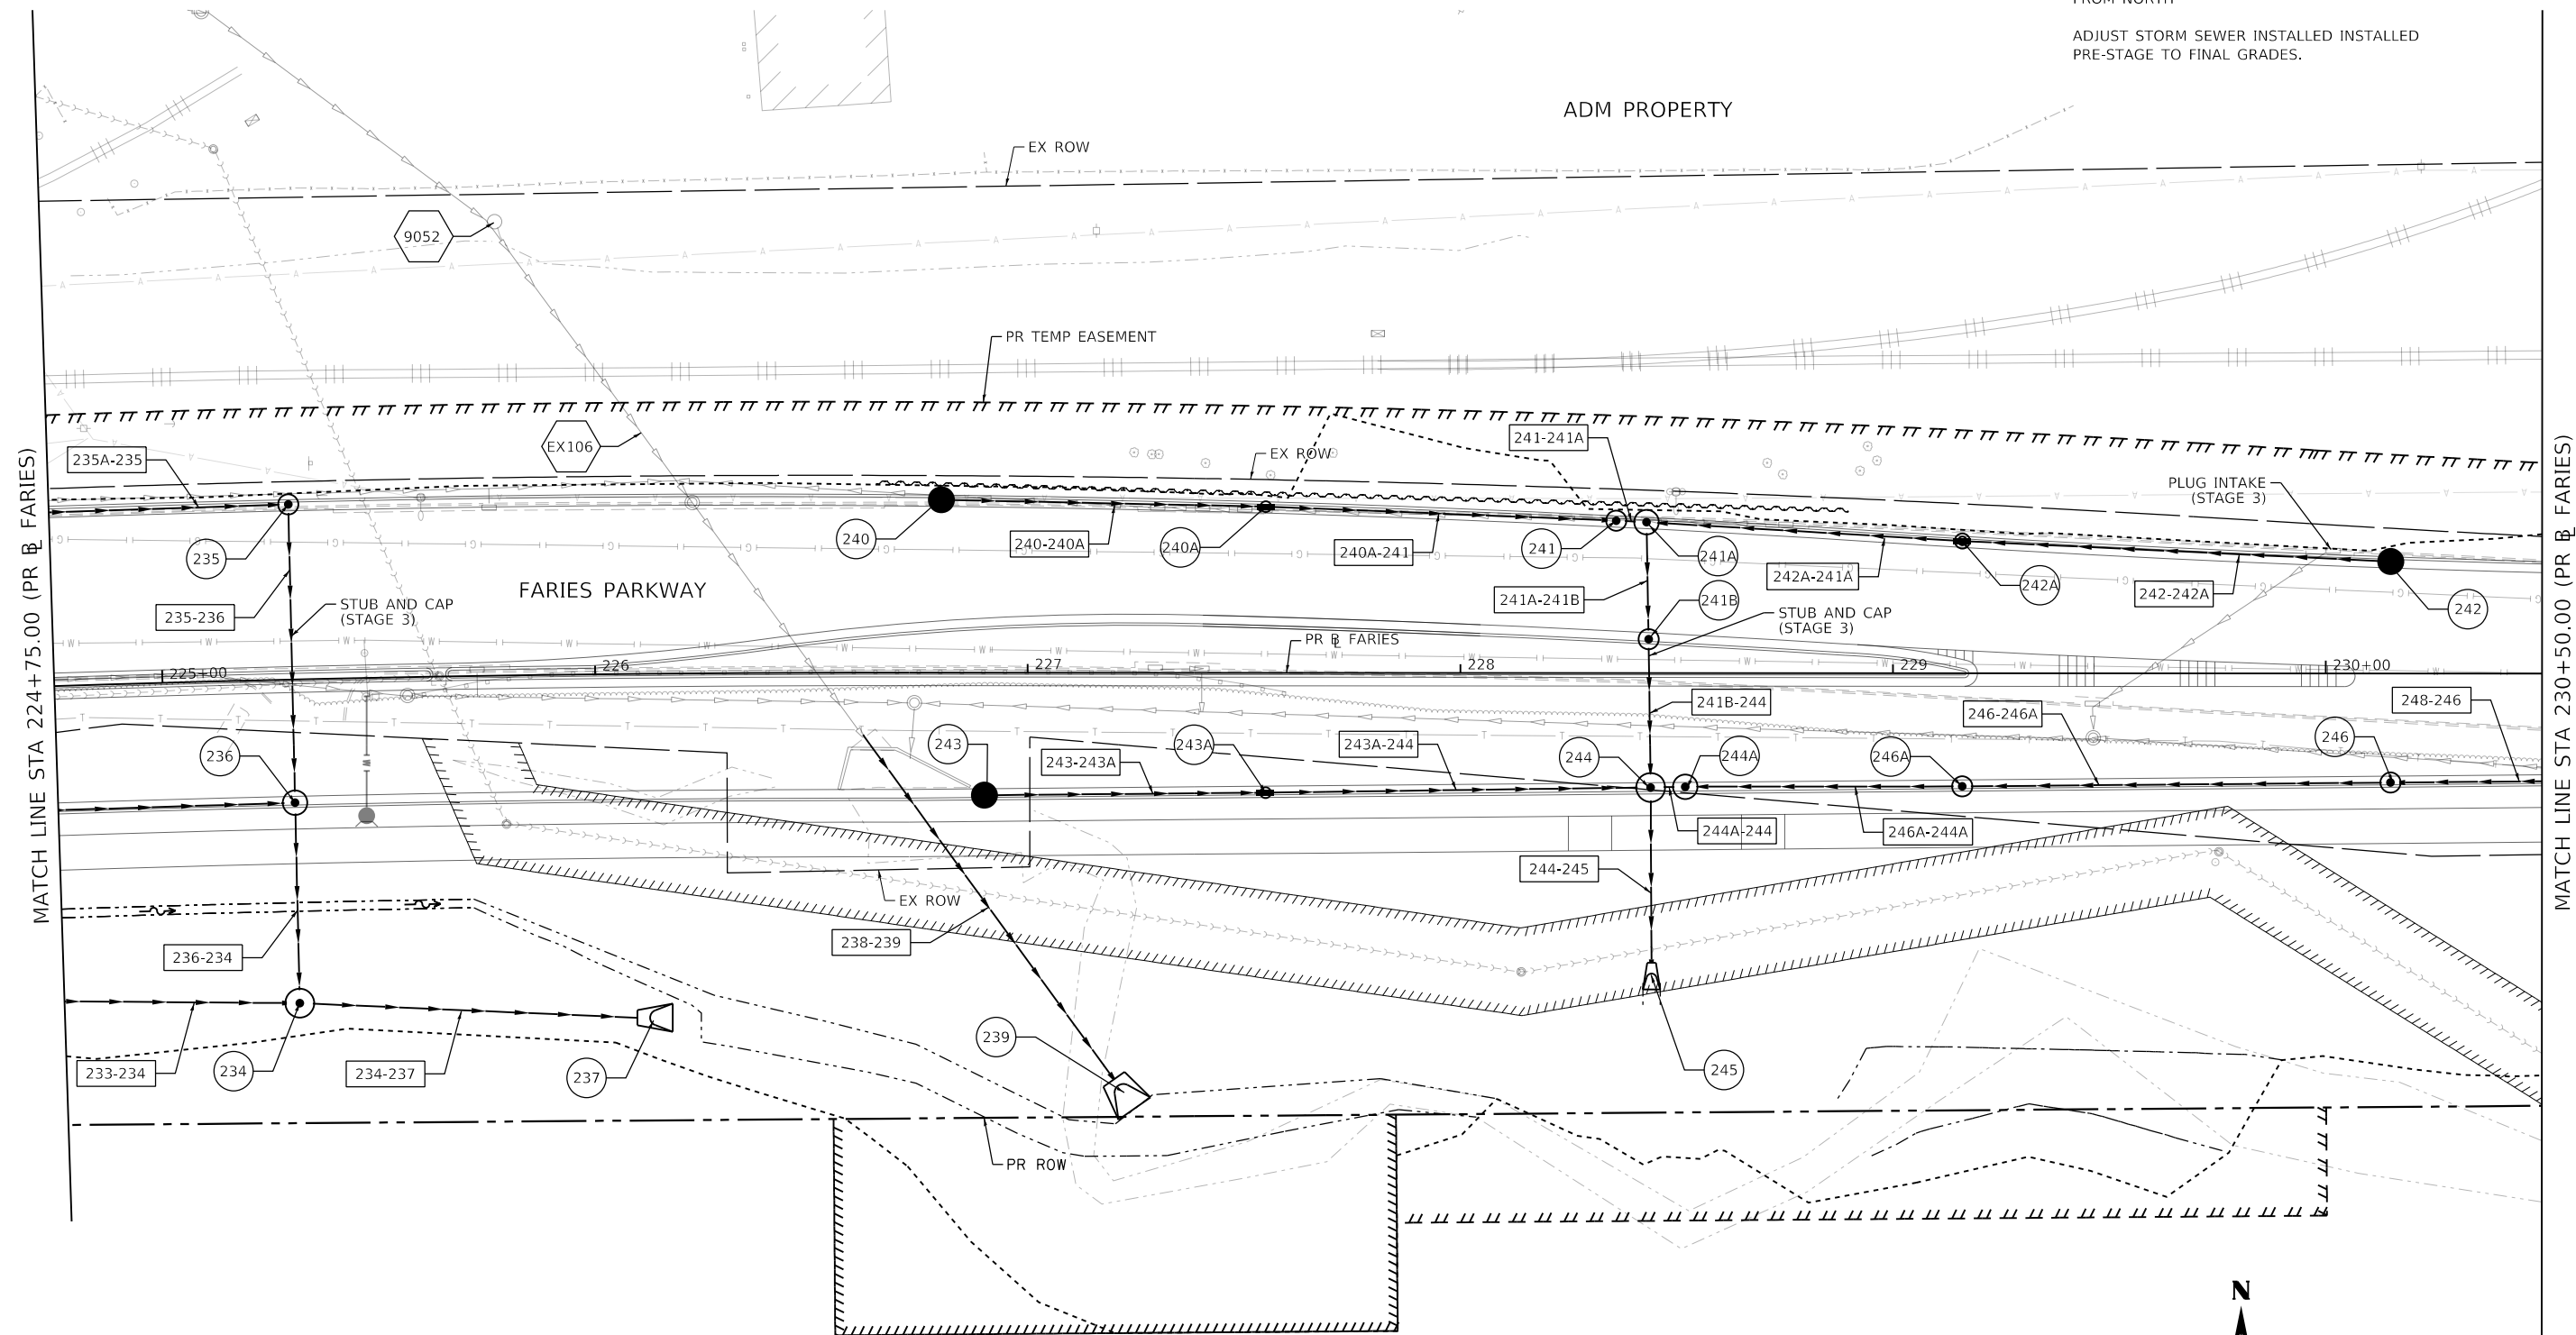 ADJUST STORM SEWER INSTALLED INSTALLED
PRE-STAGE TO FINAL GRADES.
ADM PROPERTY
EX ROW
9052
PR TEMP EASEMENT
EX106
241-241A
235A-235
EX ROW
PLUG INTAKE
(STAGE 3)
235
240
240-240A
240A
240A-241
241
241A
242A-241A
242A
242-242A
242
FARIES PARKWAY
235-236
STUB AND CAP
(STAGE 3)
241A-241B
241B
STUB AND CAP
(STAGE 3)
PR BL FARIES
225+00
226
227
228
229
230+00
241B-244
246-246A
248-246
236
243
243-243A
243A
243A-244
244
244A
246A
246
244A-244
246A-244A
244-245
EX ROW
238-239
236-234
233-234
234
234-237
237
239
245
PR ROW
MATCH LINE STA 224+75.00 (PR BL FARIES)
MATCH LINE STA 230+50.00 (PR BL FARIES)
N